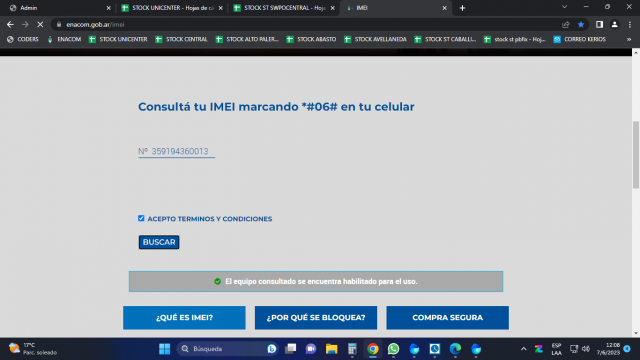 Admin
STOCK UNICENTER - Hojas de cá
STOCK ST SWPOCENTRAL - Hoja
IMEI
enacom.gob.ar/imei
CODERS
ENACOM
STOCK UNICENTER
STOCK CENTRAL
STOCK ALTO PALER...
STOCK ABASTO
STOCK AVELLANEDA
STOCK ST CABALLI...
stock st pbfix - Hoj...
CORREO KERIOS
Consultá tu IMEI marcando *#06# en tu celular
Nº 359194360013
ACEPTO TERMINOS Y CONDICIONES
BUSCAR
El equipo consultado se encuentra habilitado para el uso.
¿QUÉ ES IMEI?
¿POR QUÉ SE BLOQUEA?
COMPRA SEGURA
17°C
Parc. soleado
Búsqueda
ESP
LAA
12:06
7/6/2023